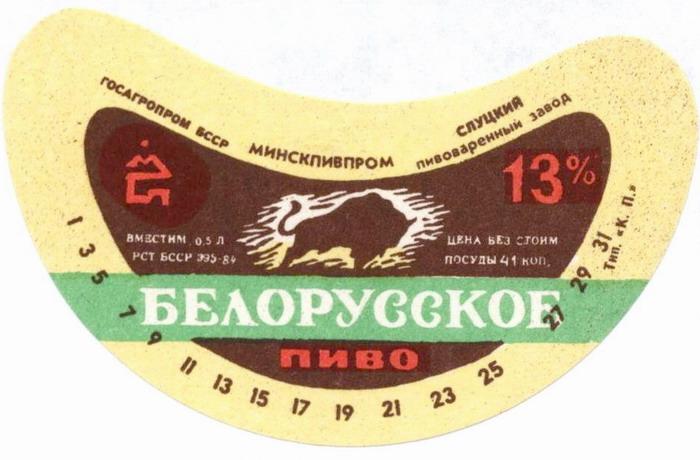 ГОСАГРОПРОМ БССР
МИНСКПИВПРОМ
СЛУЦКИЙ
пивоваренный завод
13%
ВМЕСТИМ. 0,5 Л
РСТ БССР 995-84
ЦЕНА БЕЗ СТОИМ.
ПОСУДЫ 41 КОП.
БЕЛОРУССКОЕ
ПИВО
1 3 5 7 9 11 13 15 17 19 21 23 25 27 29 31
Тип. «К. П.»